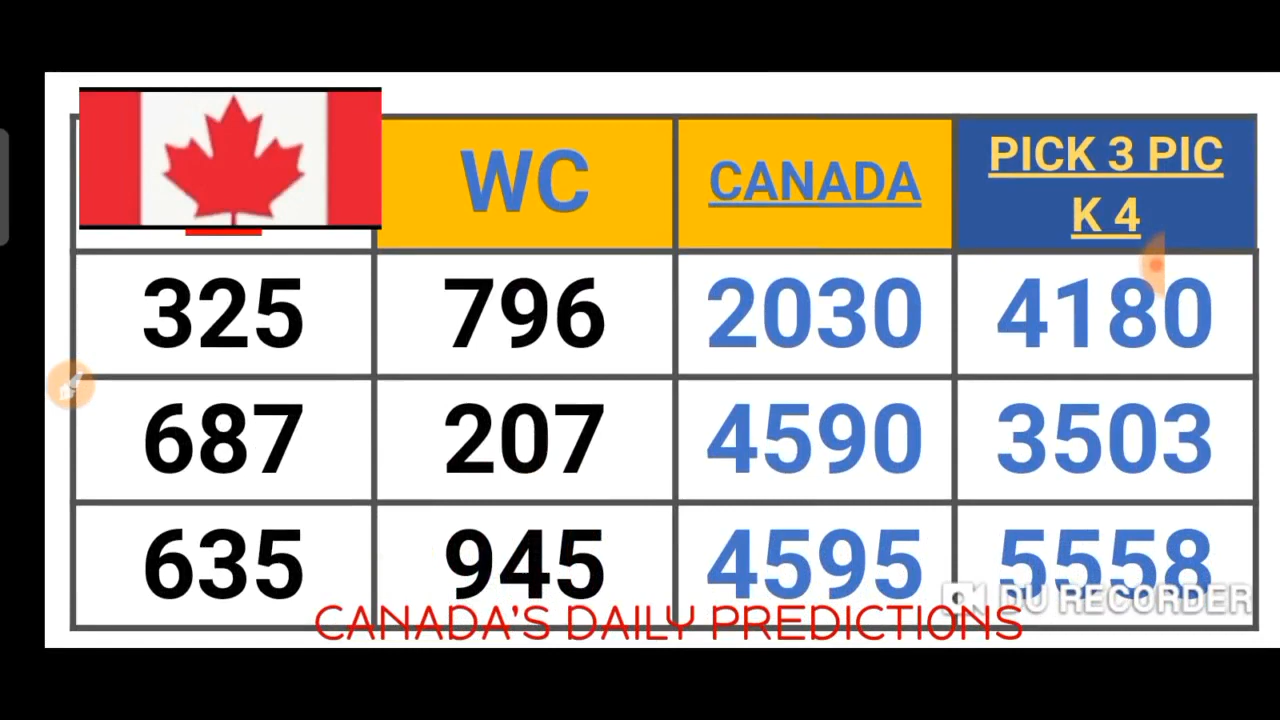 WC
CANADA
PICK 3 PIC
K 4
325 796 2030 4180
687 207 4590 3503
635 945 4595 5558
DU RECORDER
CANADA'S DAILY PREDICTIONS